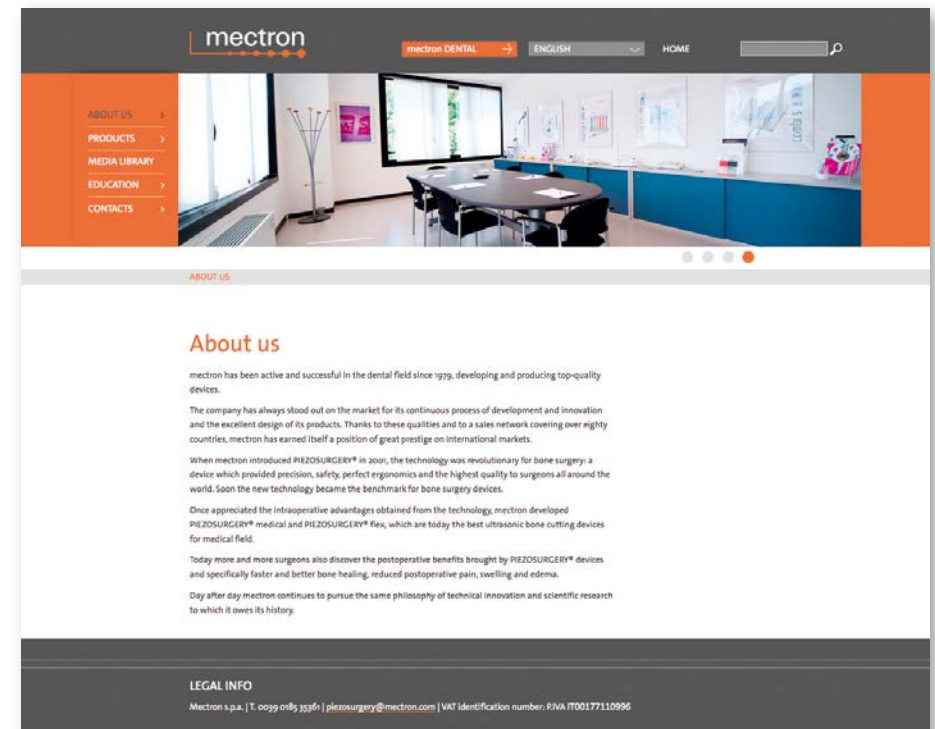 mectron
mectron DENTAL
ENGLISH
HOME
ABOUT US
PRODUCTS
MEDIA LIBRARY
EDUCATION
CONTACTS
combi s
ABOUT US
About us
mectron has been active and successful in the dental field since 1979, developing and producing top-quality
devices.
The company has always stood out on the market for its continuous process of development and innovation
and the excellent design of its products. Thanks to these qualities and to a sales network covering over eighty
countries, mectron has earned itself a position of great prestige on international markets.
When mectron introduced PIEZOSURGERY® in 2001, the technology was revolutionary for bone surgery: a
device which provided precision, safety, perfect ergonomics and the highest quality to surgeons all around the
world. Soon the new technology became the benchmark for bone surgery devices.
Once appreciated the intraoperative advantages obtained from the technology, mectron developed
PIEZOSURGERY® medical and PIEZOSURGERY® flex, which are today the best ultrasonic bone cutting devices
for medical field.
Today more and more surgeons also discover the postoperative benefits brought by PIEZOSURGERY® devices
and specifically faster and better bone healing, reduced postoperative pain, swelling and edema.
Day after day mectron continues to pursue the same philosophy of technical innovation and scientific research
to which it owes its history.
LEGAL INFO
Mectron s.p.a. | T. 0039 0185 35361 | piezosurgery@mectron.com | VAT identification number: P.IVA IT00177110996